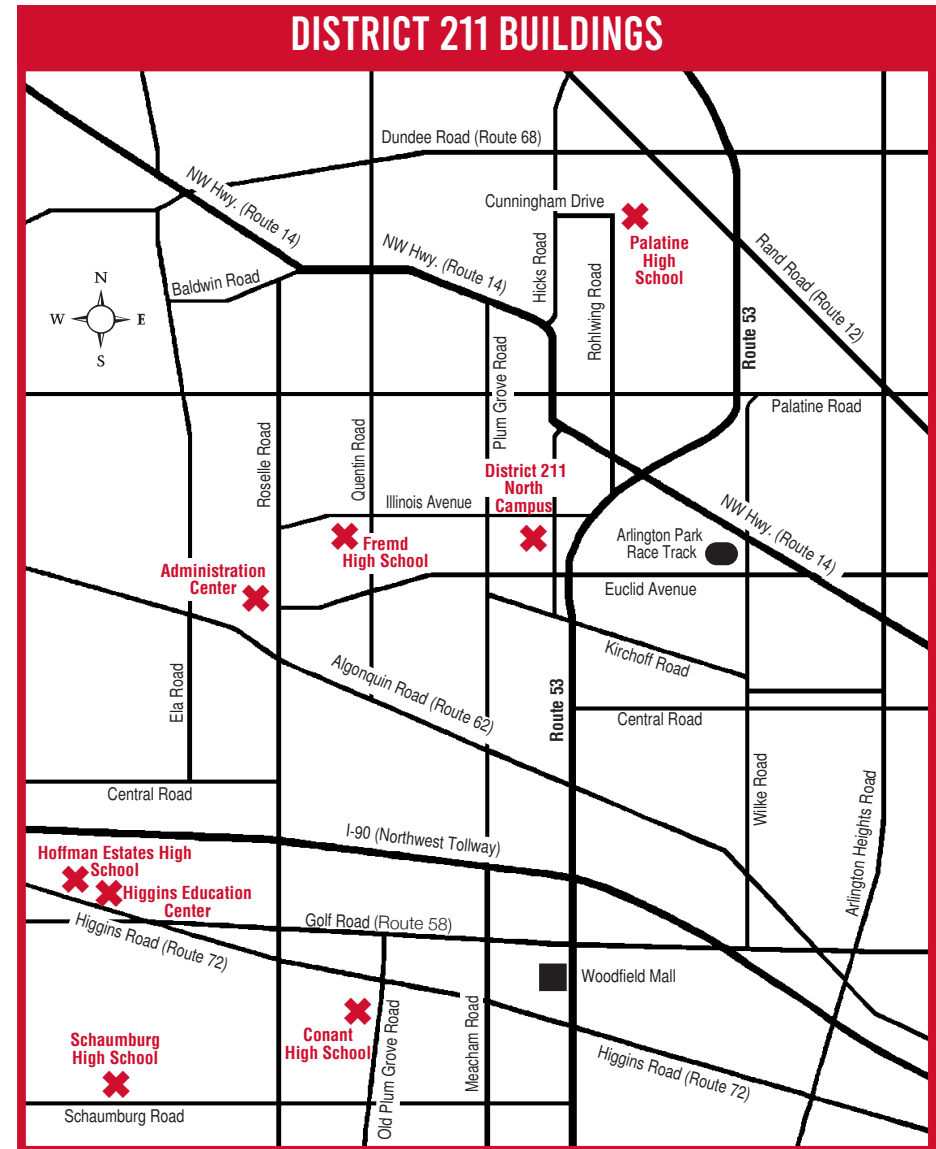 DISTRICT 211 BUILDINGS
Dundee Road (Route 68)
NW Hwy. (Route 14)
Cunningham Drive
Palatine
High
School
NW Hwy. (Route 14)
Hicks Road
Rohlwing Road
Rand Road (Route 12)
Route 53
N
W
E
S
Baldwin Road
Plum Grove Road
Palatine Road
Roselle Road
Quentin Road
District 211
North
Campus
Illinois Avenue
NW Hwy. (Route 14)
Fremd
High School
Arlington Park
Race Track
Administration
Center
Euclid Avenue
Kirchoff Road
Ela Road
Algonquin Road (Route 62)
Route 53
Central Road
Central Road
Wilke Road
Arlington Heights Road
I-90 (Northwest Tollway)
Hoffman Estates High
School
Higgins Education
Center
Golf Road (Route 58)
Higgins Road (Route 72)
Woodfield Mall
Conant
High School
Old Plum Grove Road
Meacham Road
Schaumburg
High School
Higgins Road (Route 72)
Schaumburg Road